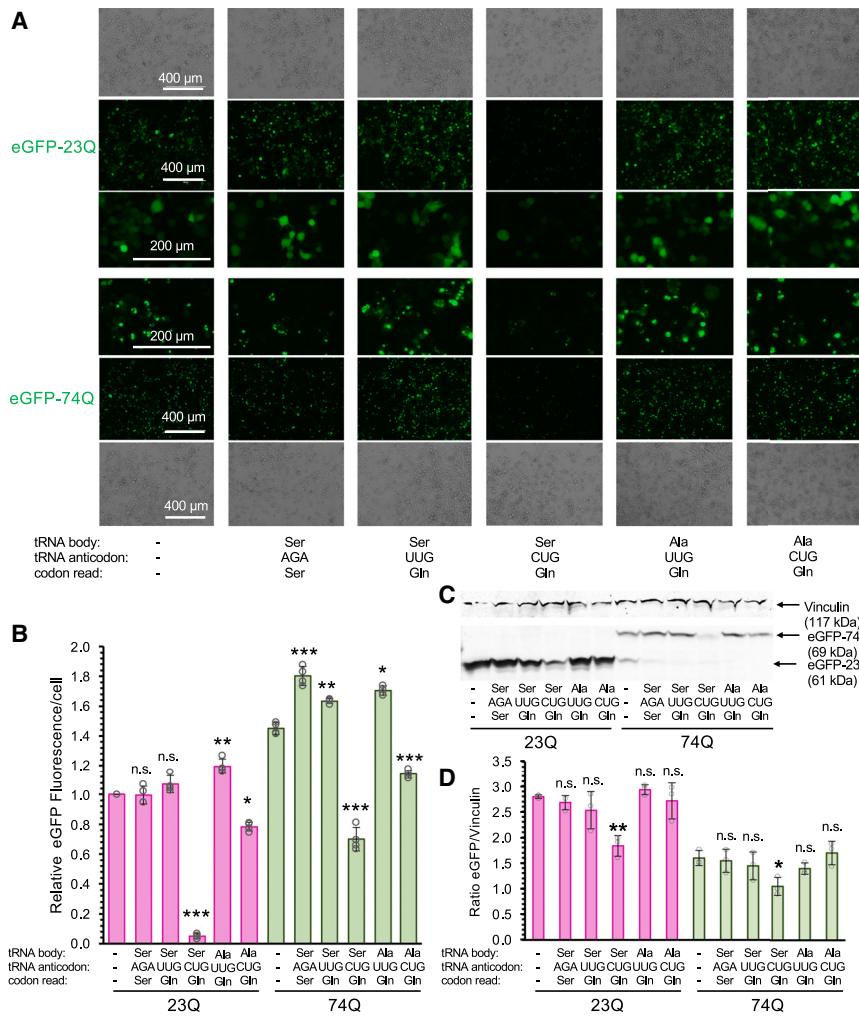 A
400 µm
eGFP-23Q
400 µm
200 µm
200 µm
eGFP-74Q
400 µm
400 µm
tRNA body: - Ser Ser Ser Ala Ala
tRNA anticodon: - AGA UUG CUG UUG CUG
codon read: - Ser Gln Gln Gln Gln
B
Relative eGFP Fluorescence/cell
2.0
1.8
1.6
1.4
1.2
1.0
0.8
0.6
0.4
0.2
0.0
n.s. n.s. *** ** * *** ** *** * ***
tRNA body: - Ser Ser Ser Ala Ala - Ser Ser Ser Ala Ala
tRNA anticodon: - AGA UUG CUG UUG CUG - AGA UUG CUG UUG CUG
codon read: - Ser Gln Gln Gln Gln - Ser Gln Gln Gln Gln
23Q 74Q
C
Vinculin
(117 kDa)
eGFP-74
(69 kDa)
eGFP-23
(61 kDa)
- Ser Ser Ser Ala Ala - Ser Ser Ser Ala Ala
- AGA UUG CUG UUG CUG - AGA UUG CUG UUG CUG
- Ser Gln Gln Gln Gln - Ser Gln Gln Gln Gln
23Q 74Q
D
Ratio eGFP/Vinculin
3.5
3.0
2.5
2.0
1.5
1.0
0.5
0.0
n.s. n.s. ** n.s. n.s. n.s. n.s. * n.s. n.s.
tRNA body: - Ser Ser Ser Ala Ala - Ser Ser Ser Ala Ala
tRNA anticodon: - AGA UUG CUG UUG CUG - AGA UUG CUG UUG CUG
codon read: - Ser Gln Gln Gln Gln - Ser Gln Gln Gln Gln
23Q 74Q